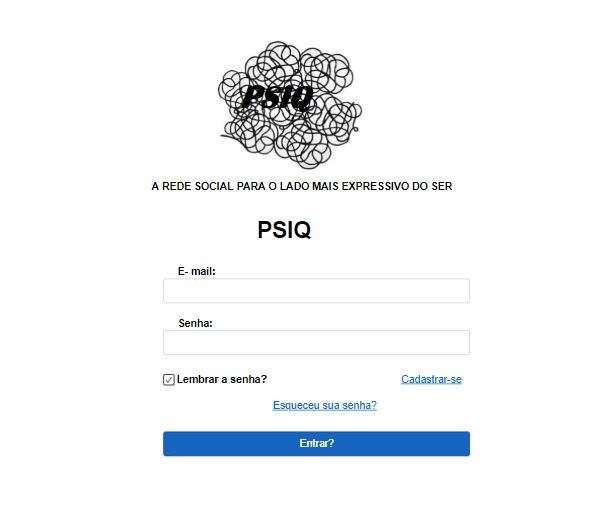 PSIQ
A REDE SOCIAL PARA O LADO MAIS EXPRESSIVO DO SER
PSIQ
E- mail:
Senha:
Lembrar a senha?
Cadastrar-se
Esqueceu sua senha?
Entrar?